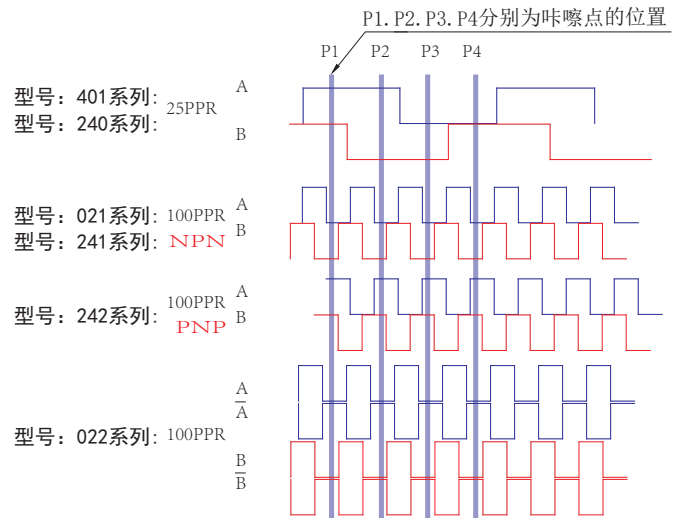 P1.P2.P3.P4分别为咔嚓点的位置
P1 P2 P3 P4
型号：401系列：
型号：240系列：
25PPR
A
B
型号：021系列：100PPR
型号：241系列：NPN
A
B
型号：242系列：
100PPR
PNP
A
B
型号：022系列：100PPR
A
A
B
B